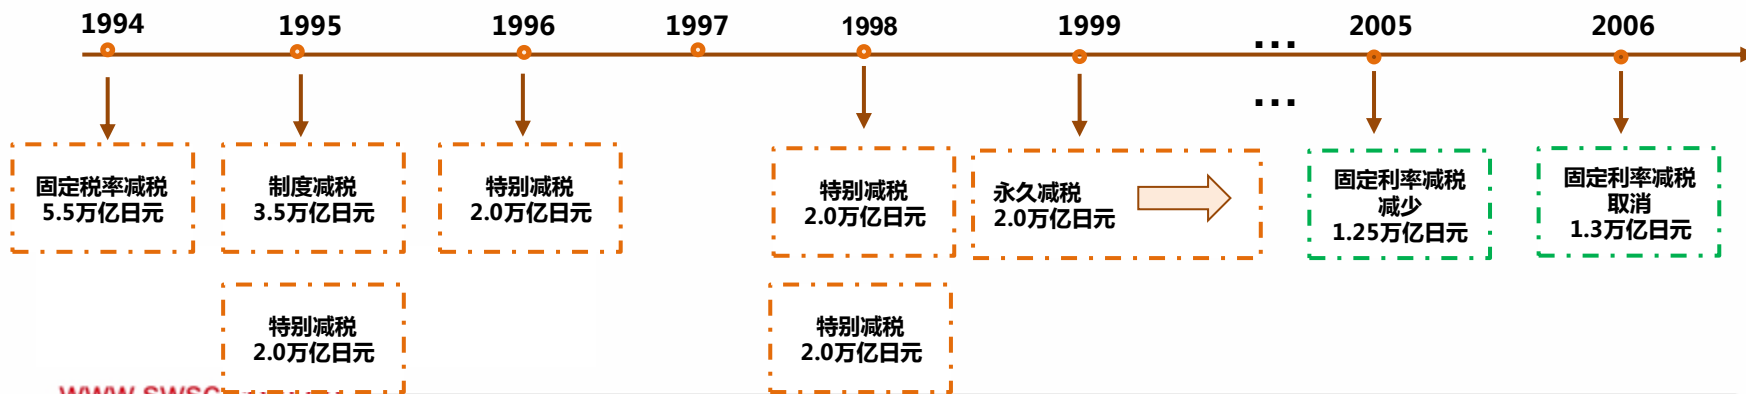 1994
1995
1996
1997
1998
1999
...
2005
2006
...
固定税率减税
5.5万亿日元
制度减税
3.5万亿日元
特别减税
2.0万亿日元
特别减税
2.0万亿日元
永久减税
2.0万亿日元
固定利率减税
减少
1.25万亿日元
固定利率减税
取消
1.3万亿日元
特别减税
2.0万亿日元
特别减税
2.0万亿日元